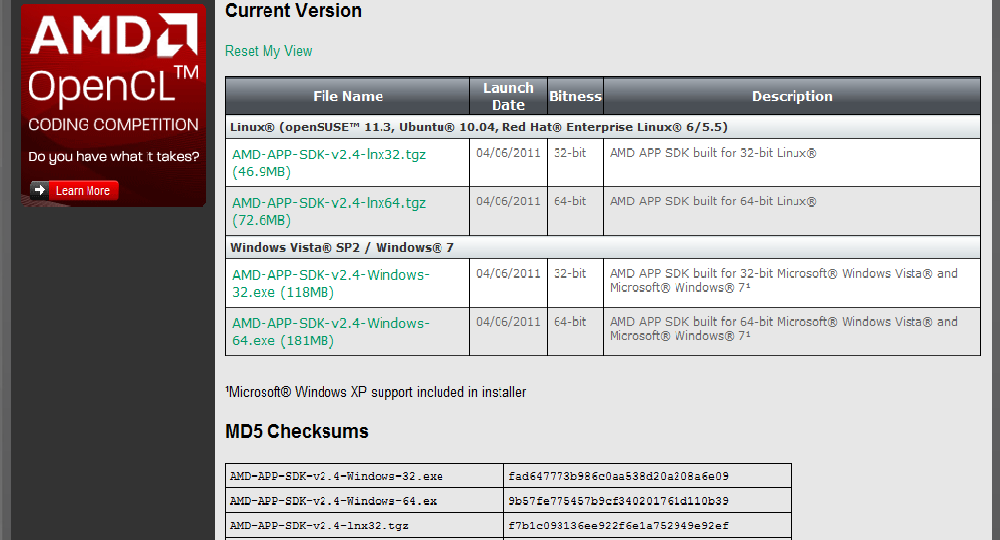 AMD
OpenCL™
CODING COMPETITION
Do you have what it takes?
Learn More
Current Version
Reset My View
File Name
Launch
Date
Bitness
Description
Linux® (openSUSE™ 11.3, Ubuntu® 10.04, Red Hat® Enterprise Linux® 6/5.5)
AMD-APP-SDK-v2.4-lnx32.tgz
(46.9MB)
04/06/2011
32-bit
AMD APP SDK built for 32-bit Linux®
AMD-APP-SDK-v2.4-lnx64.tgz
(72.6MB)
04/06/2011
64-bit
AMD APP SDK built for 64-bit Linux®
Windows Vista® SP2 / Windows® 7
AMD-APP-SDK-v2.4-Windows-
32.exe (118MB)
04/06/2011
32-bit
AMD APP SDK built for 32-bit Microsoft® Windows Vista® and
Microsoft® Windows® 7¹
AMD-APP-SDK-v2.4-Windows-
64.exe (181MB)
04/06/2011
64-bit
AMD APP SDK built for 64-bit Microsoft® Windows Vista® and
Microsoft® Windows® 7¹
¹Microsoft® Windows XP support included in installer
MD5 Checksums
AMD-APP-SDK-v2.4-Windows-32.exe
fad647773b986c0aa538d20a208a6e09
AMD-APP-SDK-v2.4-Windows-64.ex
9b57fe775457b9cf340201761d110b39
AMD-APP-SDK-v2.4-lnx32.tgz
f7b1c098136ee922f6e1a752949e92ef